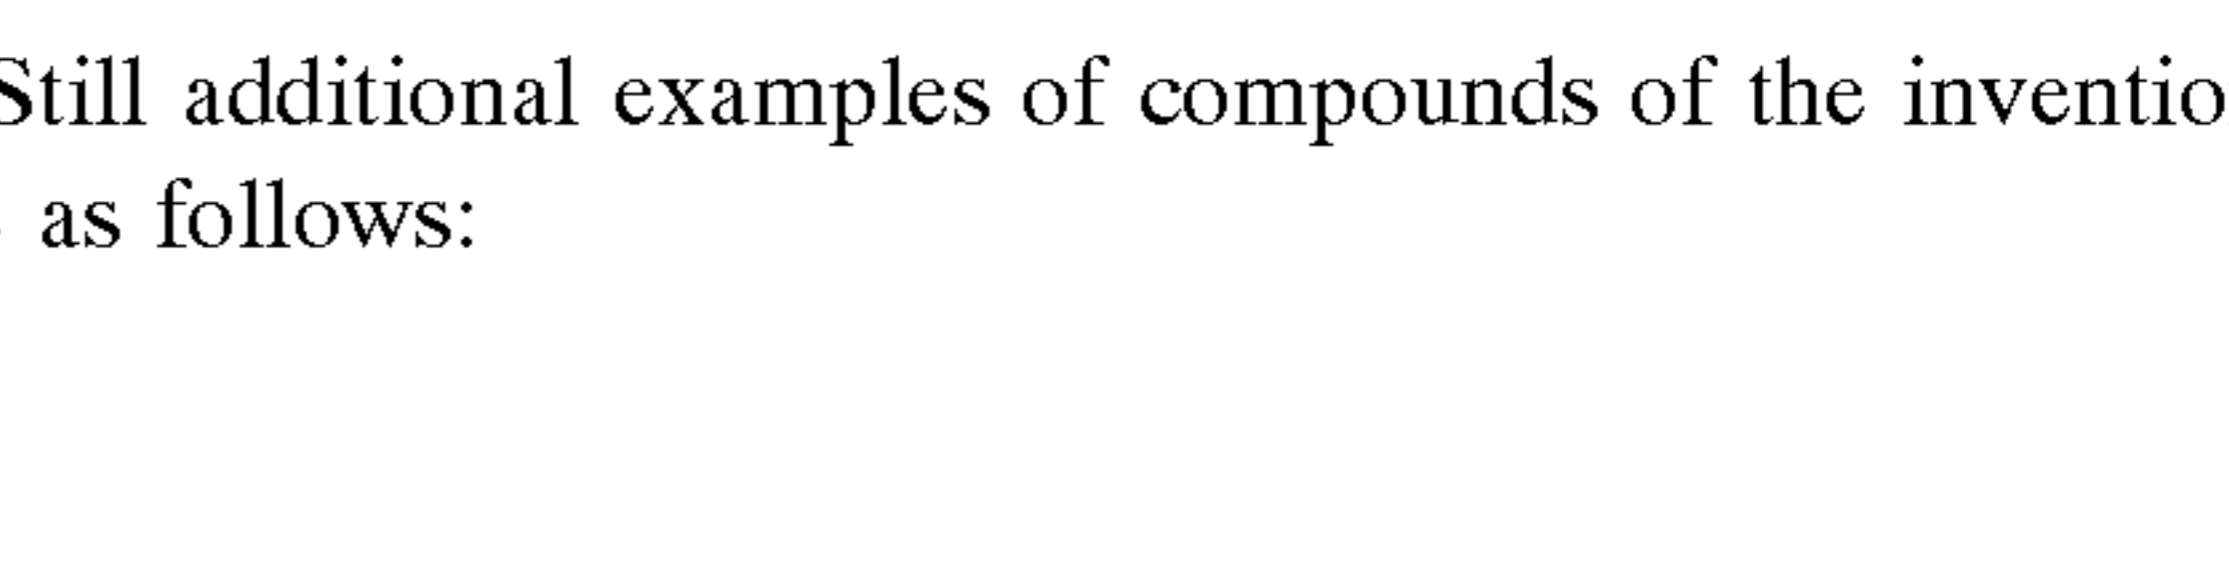 Still additional examples of compounds of the inventio
as follows: